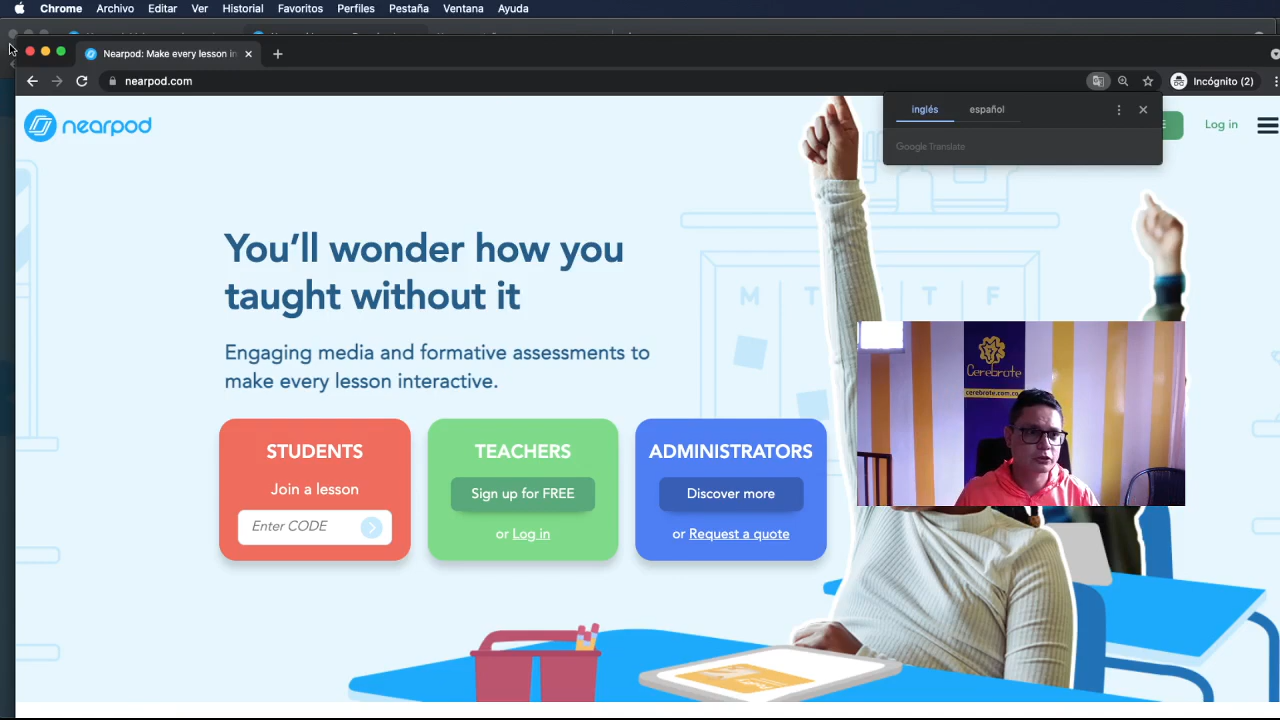 Chrome Archivo Editar Ver Historial Favoritos Perfiles Pestaña Ventana Ayuda
Nearpod: Make every lesson in
nearpod.com
Incógnito (2)
inglés español
Google Translate
nearpod
Log in
You’ll wonder how you
taught without it
M T T F
Engaging media and formative assessments to
make every lesson interactive.
Cerebrote
cerebrote.com.co
STUDENTS
Join a lesson
Enter CODE
TEACHERS
Sign up for FREE
or Log in
ADMINISTRATORS
Discover more
or Request a quote